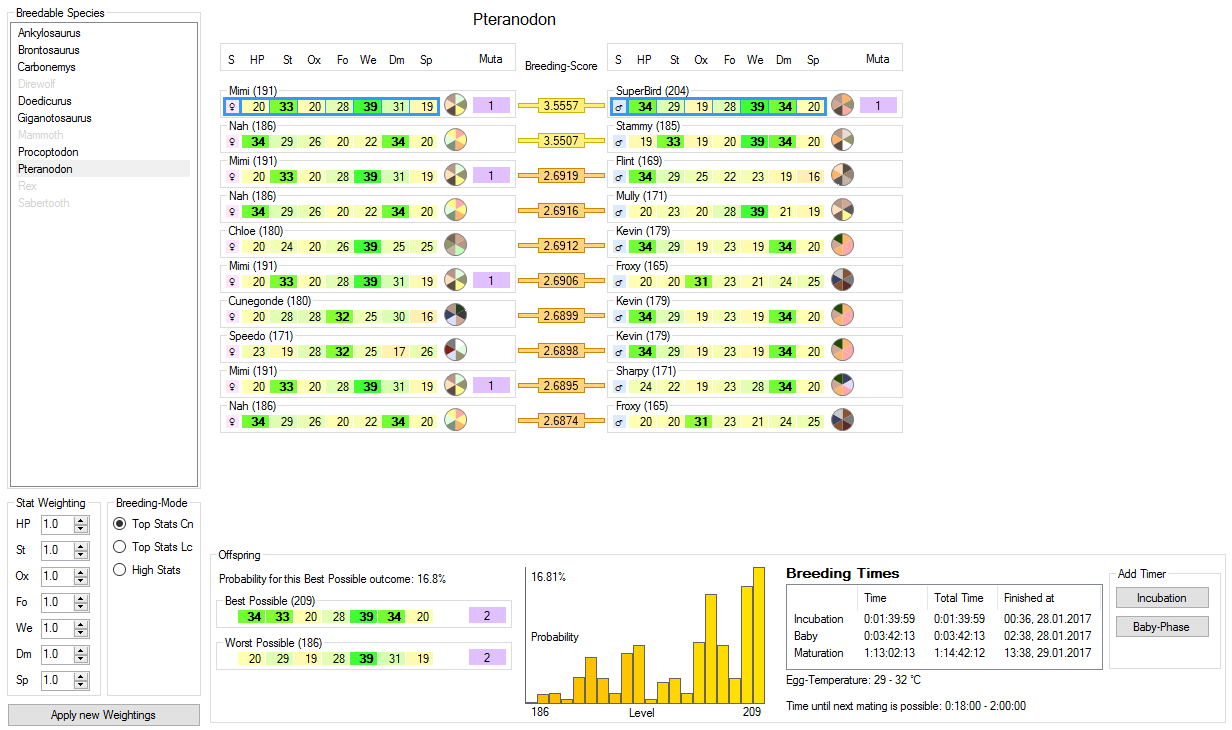 Breedable Species
Ankylosaurus
Brontosaurus
Carbonemys
Direwolf
Doedicurus
Giganotosaurus
Mammoth
Procoptodon
Pteranodon
Rex
Sabertooth
Stat Weighting
HP 1.0
St 1.0
Ox 1.0
Fo 1.0
We 1.0
Dm 1.0
Sp 1.0
Breeding-Mode
Top Stats Cn
Top Stats Lc
High Stats
Apply new Weightings
Pteranodon
S HP St Ox Fo We Dm Sp Muta Breeding-Score S HP St Ox Fo We Dm Sp Muta
Mimi (191) SuperBird (204)
♀ 20 33 20 28 39 31 19 1 3.5557 ♂ 34 29 19 28 39 34 20 1
Nah (186) Stammy (185)
♀ 34 29 26 20 22 34 20 3.5507 ♂ 19 33 19 20 39 34 20
Mimi (191) Flint (169)
♀ 20 33 20 28 39 31 19 1 2.6919 ♂ 34 29 25 22 23 19 16
Nah (186) Mully (171)
♀ 34 29 26 20 22 34 20 2.6916 ♂ 20 23 20 28 39 21 19
Chloe (180) Kevin (179)
♀ 20 24 20 26 39 25 25 2.6912 ♂ 34 29 19 23 19 34 20
Mimi (191) Froxy (165)
♀ 20 33 20 28 39 31 19 1 2.6906 ♂ 20 20 31 23 21 24 25
Cunegonde (180) Kevin (179)
♀ 20 28 28 32 25 30 16 2.6899 ♂ 34 29 19 23 19 34 20
Speedo (171) Kevin (179)
♀ 23 19 28 32 25 17 26 2.6898 ♂ 34 29 19 23 19 34 20
Mimi (191) Sharpy (171)
♀ 20 33 20 28 39 31 19 1 2.6895 ♂ 24 22 19 23 28 34 20
Nah (186) Froxy (165)
♀ 34 29 26 20 22 34 20 2.6874 ♂ 20 20 31 23 21 24 25
Offspring
Probability for this Best Possible outcome: 16.8%
Best Possible (209)
34 33 20 28 39 34 20 2
Worst Possible (186)
20 29 19 28 39 31 19 2
16.81%
Probability
186 Level 209
Breeding Times
Time Total Time Finished at
Incubation 0:01:39:59 0:01:39:59 00:36, 28.01.2017
Baby 0:03:42:13 0:03:42:13 02:38, 28.01.2017
Maturation 1:13:02:13 1:14:42:12 13:38, 29.01.2017
Egg-Temperature: 29 - 32 °C
Time until next mating is possible: 0:18:00 - 2:00:00
Add Timer
Incubation
Baby-Phase